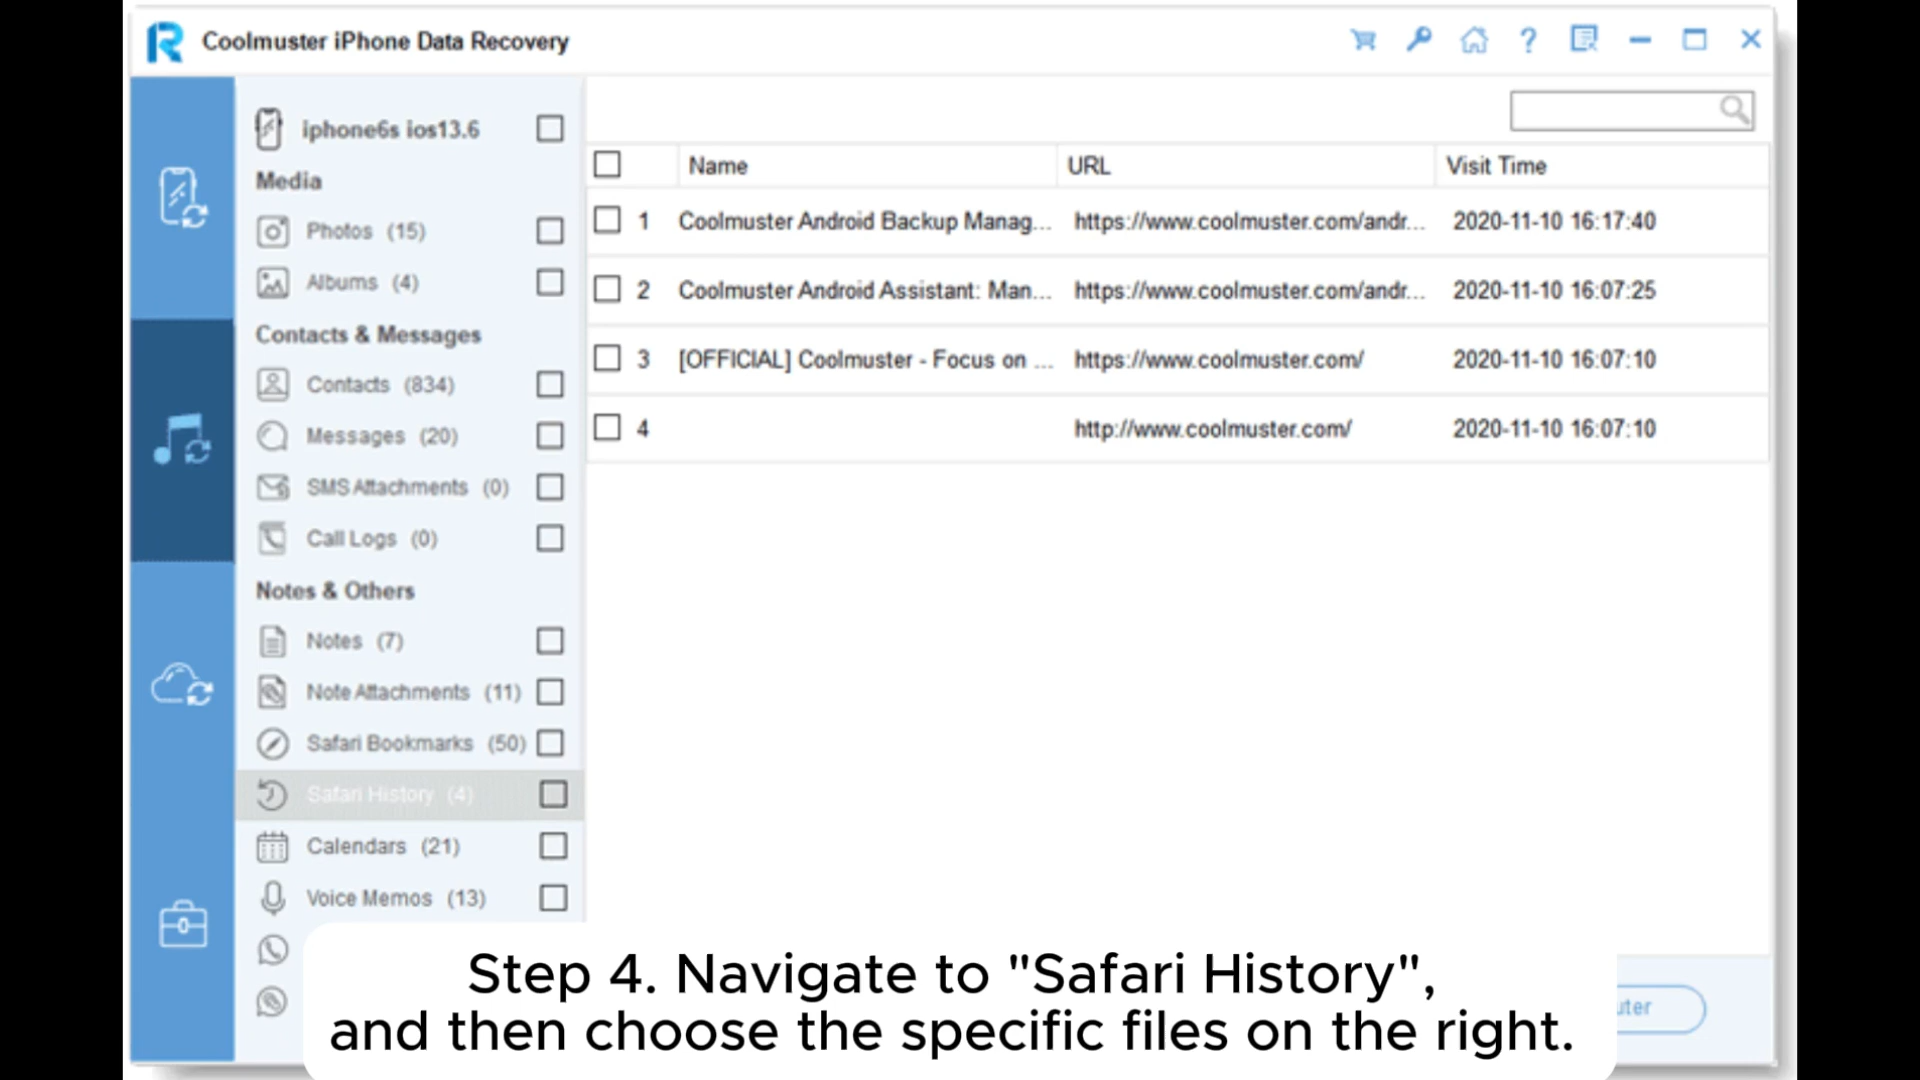 Coolmuster iPhone Data Recovery
iphone6s ios13.6
Media
Photos (15)
Albums (4)
Contacts & Messages
Contacts (834)
Messages (20)
SMS Attachments (0)
Call Logs (0)
Notes & Others
Notes (7)
Note Attachments (11)
Safari Bookmarks (50)
Safari History (4)
Calendars (21)
Voice Memos (13)
Name URL Visit Time
1 Coolmuster Android Backup Manag... https://www.coolmuster.com/andr... 2020-11-10 16:17:40
2 Coolmuster Android Assistant: Man... https://www.coolmuster.com/andr... 2020-11-10 16:07:25
3 [OFFICIAL] Coolmuster - Focus on ... https://www.coolmuster.com/ 2020-11-10 16:07:10
4 http://www.coolmuster.com/ 2020-11-10 16:07:10
Step 4. Navigate to "Safari History",
and then choose the specific files on the right.